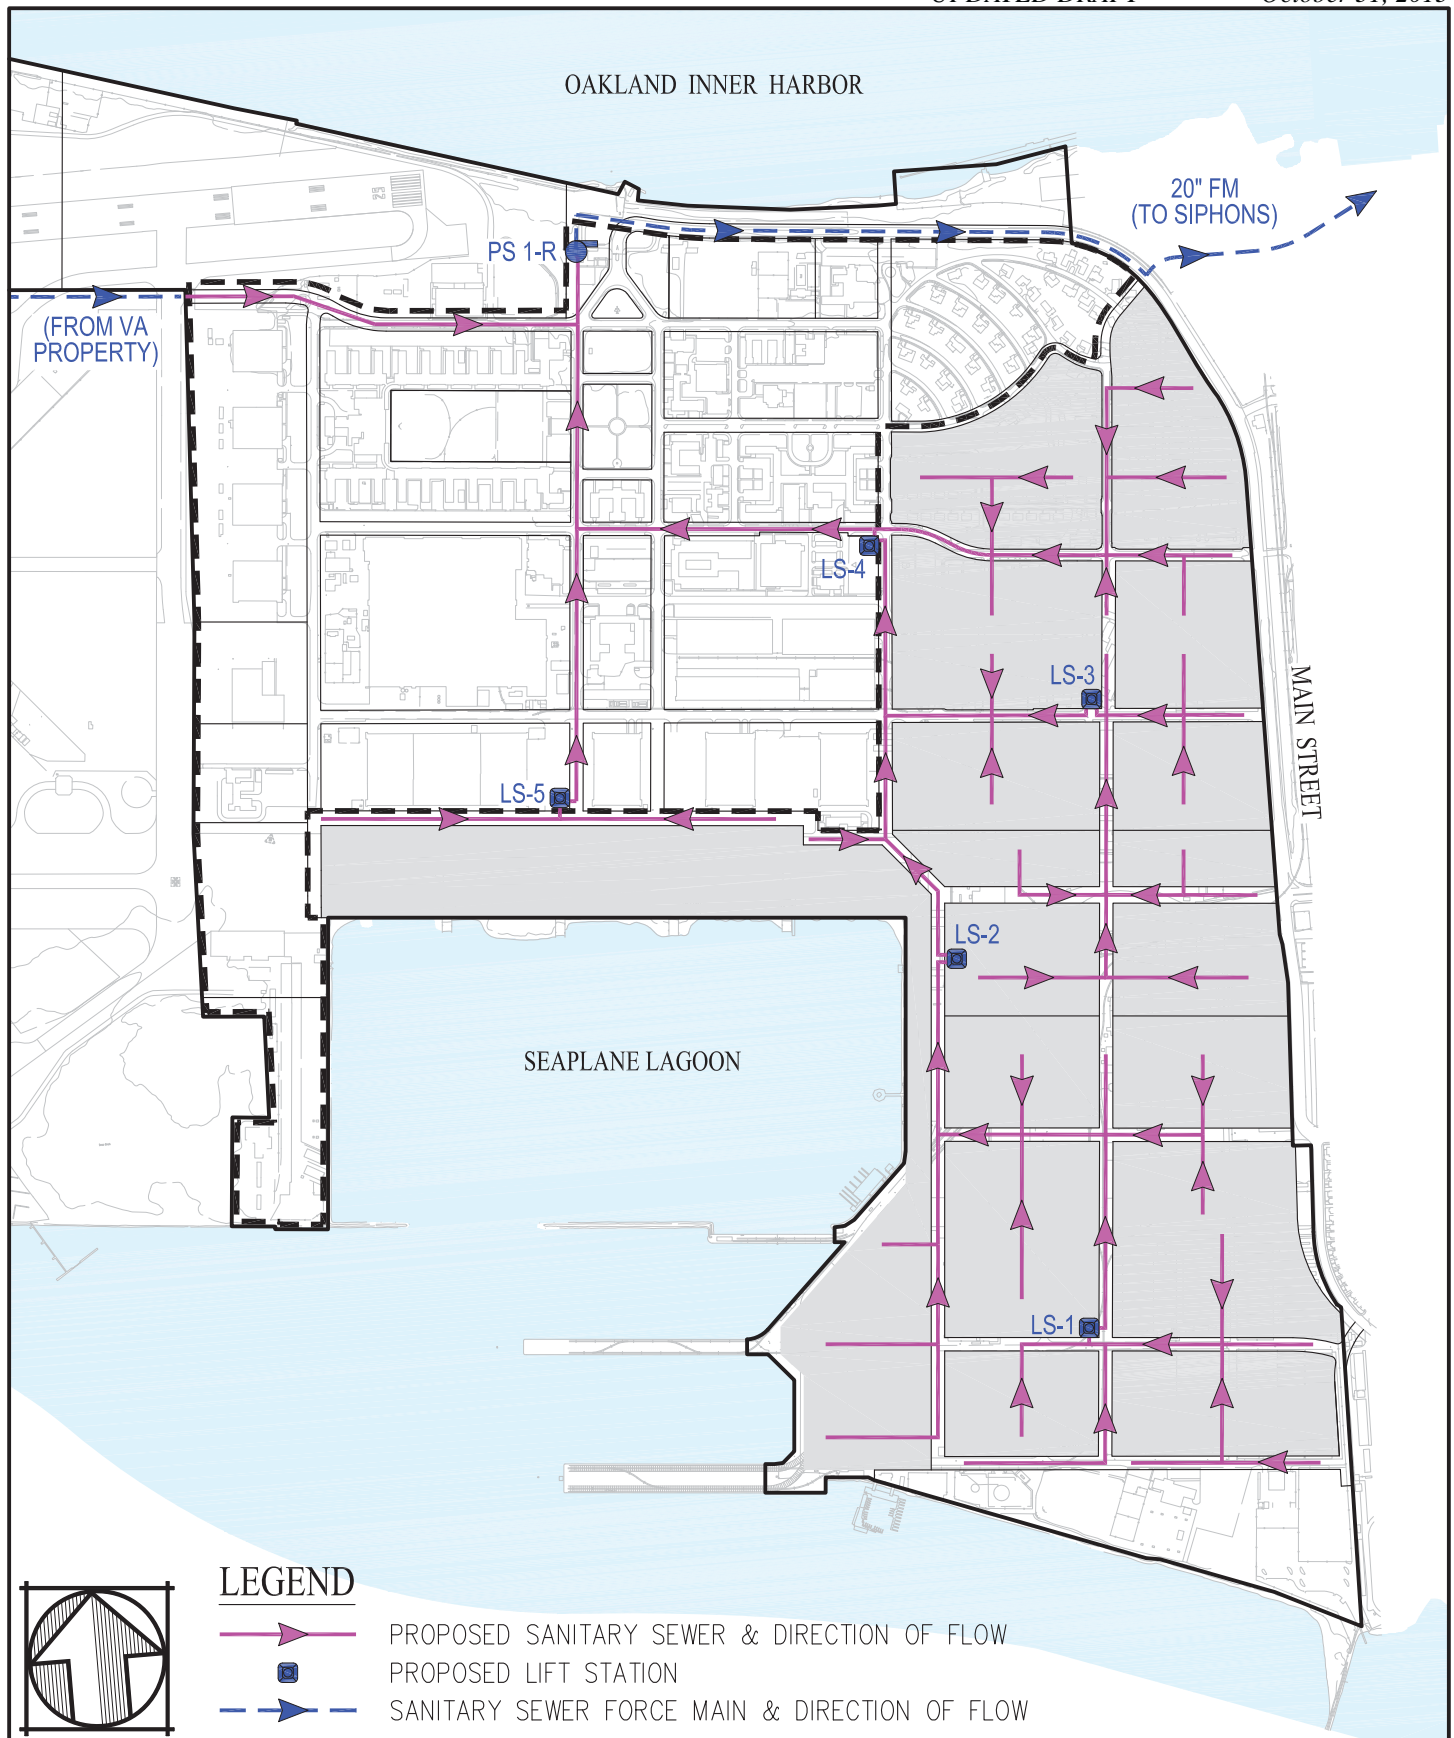 OAKLAND INNER HARBOR
20" FM
(TO SIPHONS)
PS 1-R
(FROM VA
PROPERTY)
LS-4
LS-3
MAIN STREET
LS-5
LS-2
SEAPLANE LAGOON
LS-1
LEGEND
PROPOSED SANITARY SEWER & DIRECTION OF FLOW
PROPOSED LIFT STATION
SANITARY SEWER FORCE MAIN & DIRECTION OF FLOW